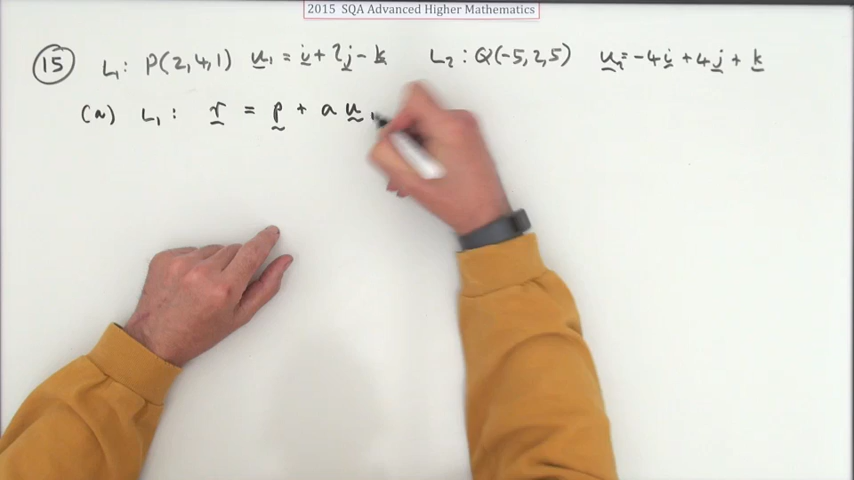 2015 SQA Advanced Higher Mathematics
15 L₁: P(2,4,1) u₁ = i + 2j - k L₂: Q(-5,2,5) u₂ = -4i + 4j + k
(a) L₁: r = p + a u₁